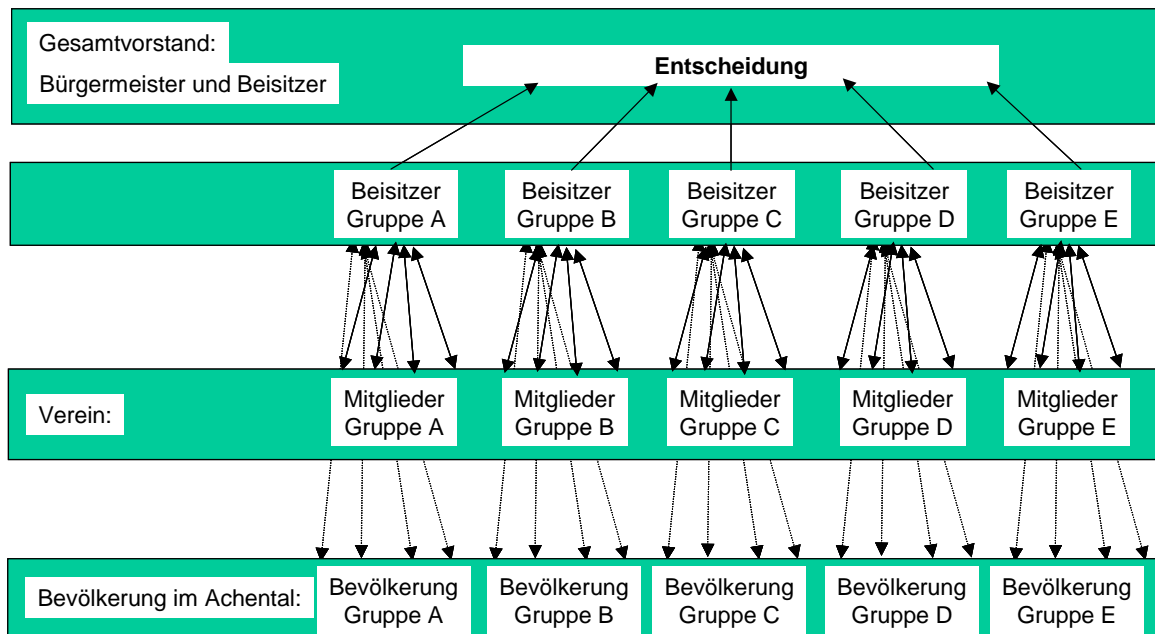 Gesamtvorstand:
Bürgermeister und Beisitzer
Entscheidung
Beisitzer
Gruppe A
Beisitzer
Gruppe B
Beisitzer
Gruppe C
Beisitzer
Gruppe D
Beisitzer
Gruppe E
Verein:
Mitglieder
Gruppe A
Mitglieder
Gruppe B
Mitglieder
Gruppe C
Mitglieder
Gruppe D
Mitglieder
Gruppe E
Bevölkerung im Achental:
Bevölkerung
Gruppe A
Bevölkerung
Gruppe B
Bevölkerung
Gruppe C
Bevölkerung
Gruppe D
Bevölkerung
Gruppe E